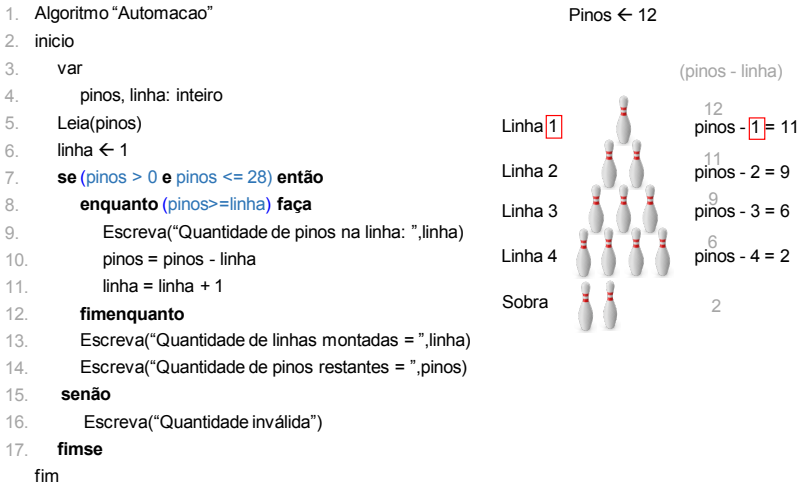 1. Algoritmo “Automacao”
2. inicio
3. var
4. pinos, linha: inteiro
5. Leia(pinos)
6. linha ← 1
7. se (pinos > 0 e pinos <= 28) então
8. enquanto (pinos>=linha) faça
9. Escreva(“Quantidade de pinos na linha: ”,linha)
10. pinos = pinos - linha
11. linha = linha + 1
12. fimenquanto
13. Escreva(“Quantidade de linhas montadas = ”,linha)
14. Escreva(“Quantidade de pinos restantes = ”,pinos)
15. senão
16. Escreva(“Quantidade inválida”)
17. fimse
fim
Pinos ← 12
(pinos - linha)
12
Linha 1 pinos - 1 = 11
11
Linha 2 pinos - 2 = 9
9
Linha 3 pinos - 3 = 6
6
Linha 4 pinos - 4 = 2
Sobra 2